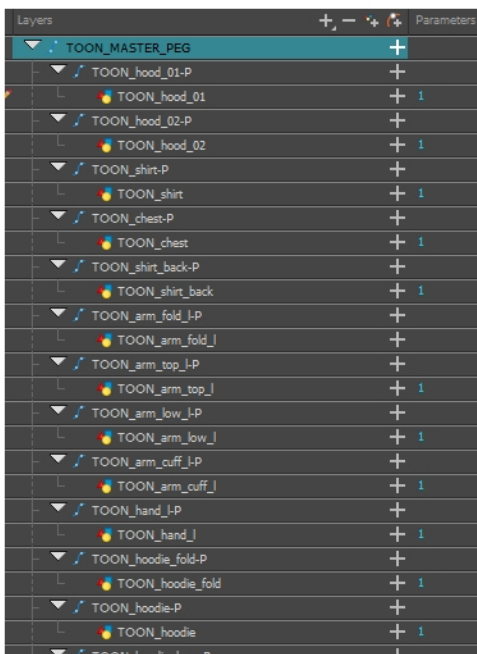 Layers Parameters
TOON_MASTER_PEG
TOON_hood_01-P
TOON_hood_01 1
TOON_hood_02-P
TOON_hood_02 1
TOON_shirt-P
TOON_shirt 1
TOON_chest-P
TOON_chest 1
TOON_shirt_back-P
TOON_shirt_back 1
TOON_arm_fold_l-P
TOON_arm_fold_l
TOON_arm_top_l-P
TOON_arm_top_l 1
TOON_arm_low_l-P
TOON_arm_low_l 1
TOON_arm_cuff_l-P
TOON_arm_cuff_l 1
TOON_hand_l-P
TOON_hand_l 1
TOON_hoodie_fold-P
TOON_hoodie_fold 1
TOON_hoodie-P
TOON_hoodie 1